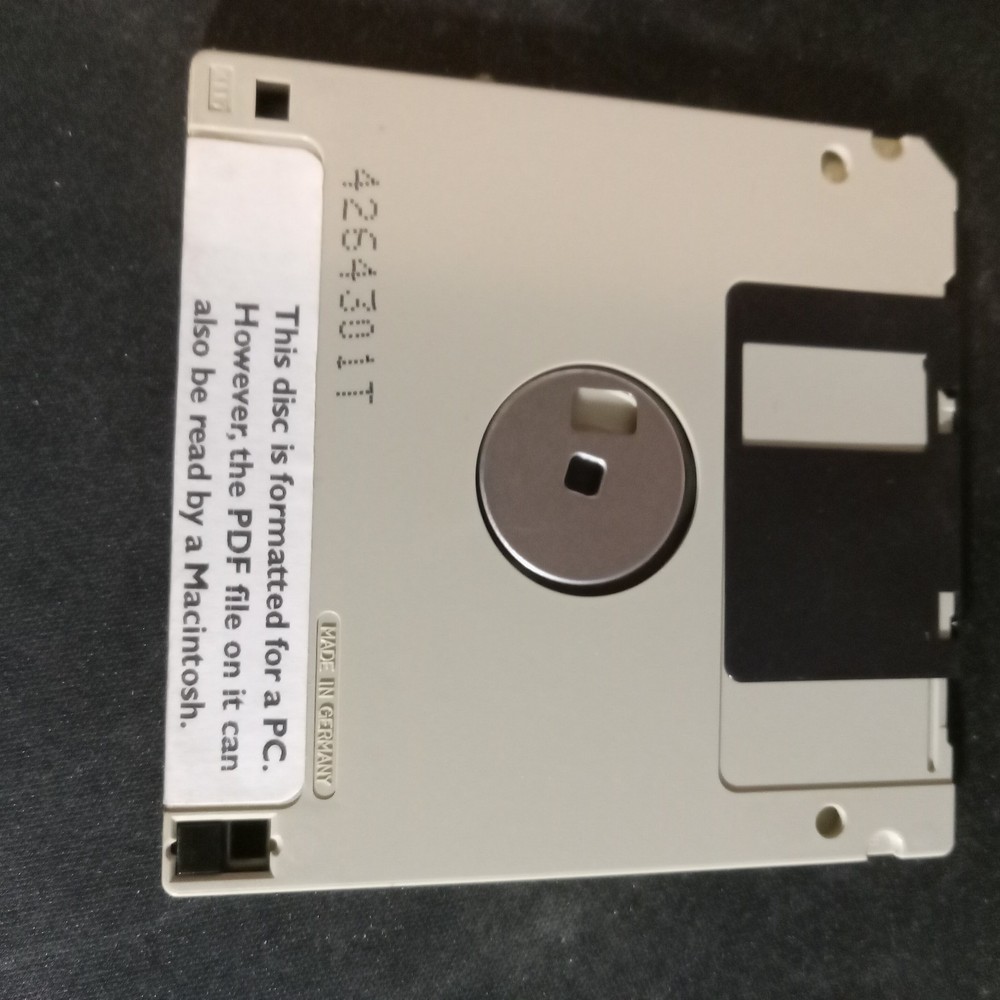 4264301T
This disc is formatted for a PC.
However, the PDF file on it can
also be read by a Macintosh.
MADE IN GERMANY